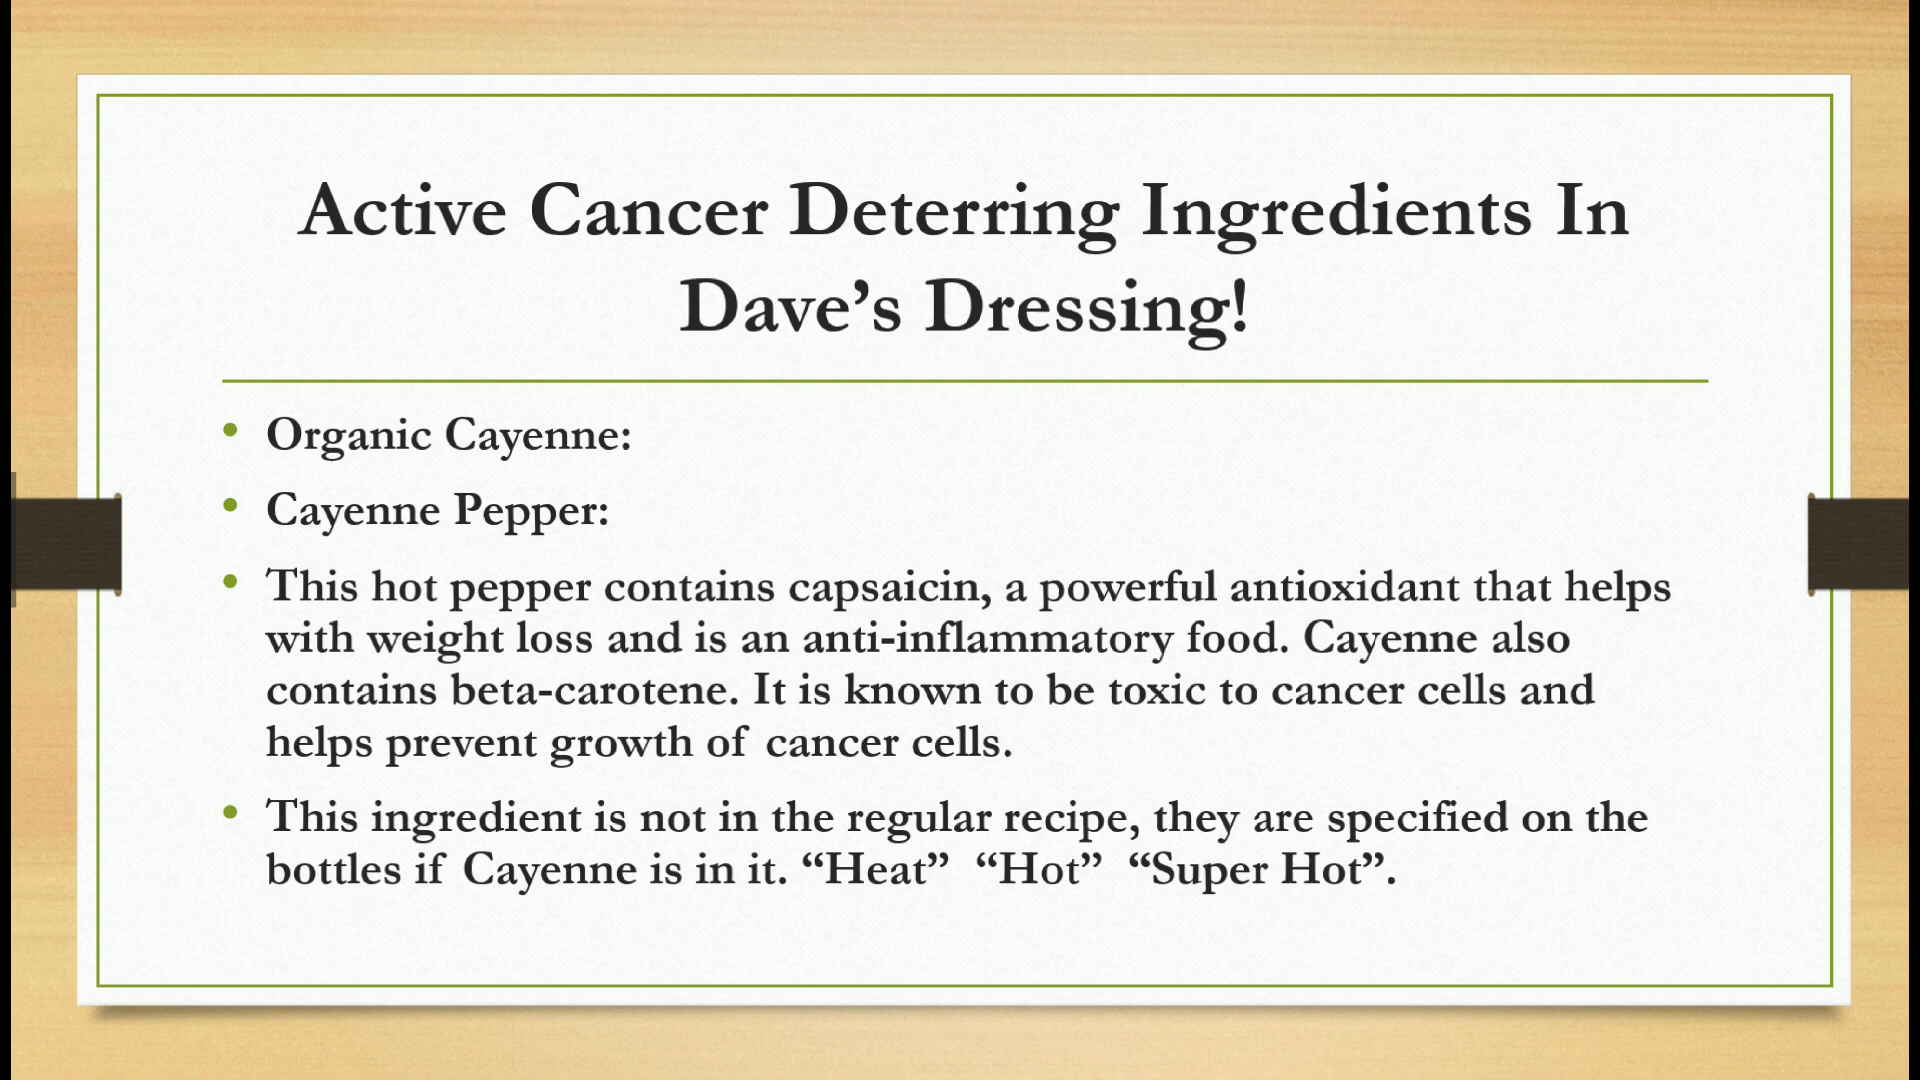 Active Cancer Deterring Ingredients In
Dave’s Dressing!
• Organic Cayenne:
• Cayenne Pepper:
• This hot pepper contains capsaicin, a powerful antioxidant that helps
with weight loss and is an anti-inflammatory food. Cayenne also
contains beta-carotene. It is known to be toxic to cancer cells and
helps prevent growth of cancer cells.
• This ingredient is not in the regular recipe, they are specified on the
bottles if Cayenne is in it. “Heat” “Hot” “Super Hot”.